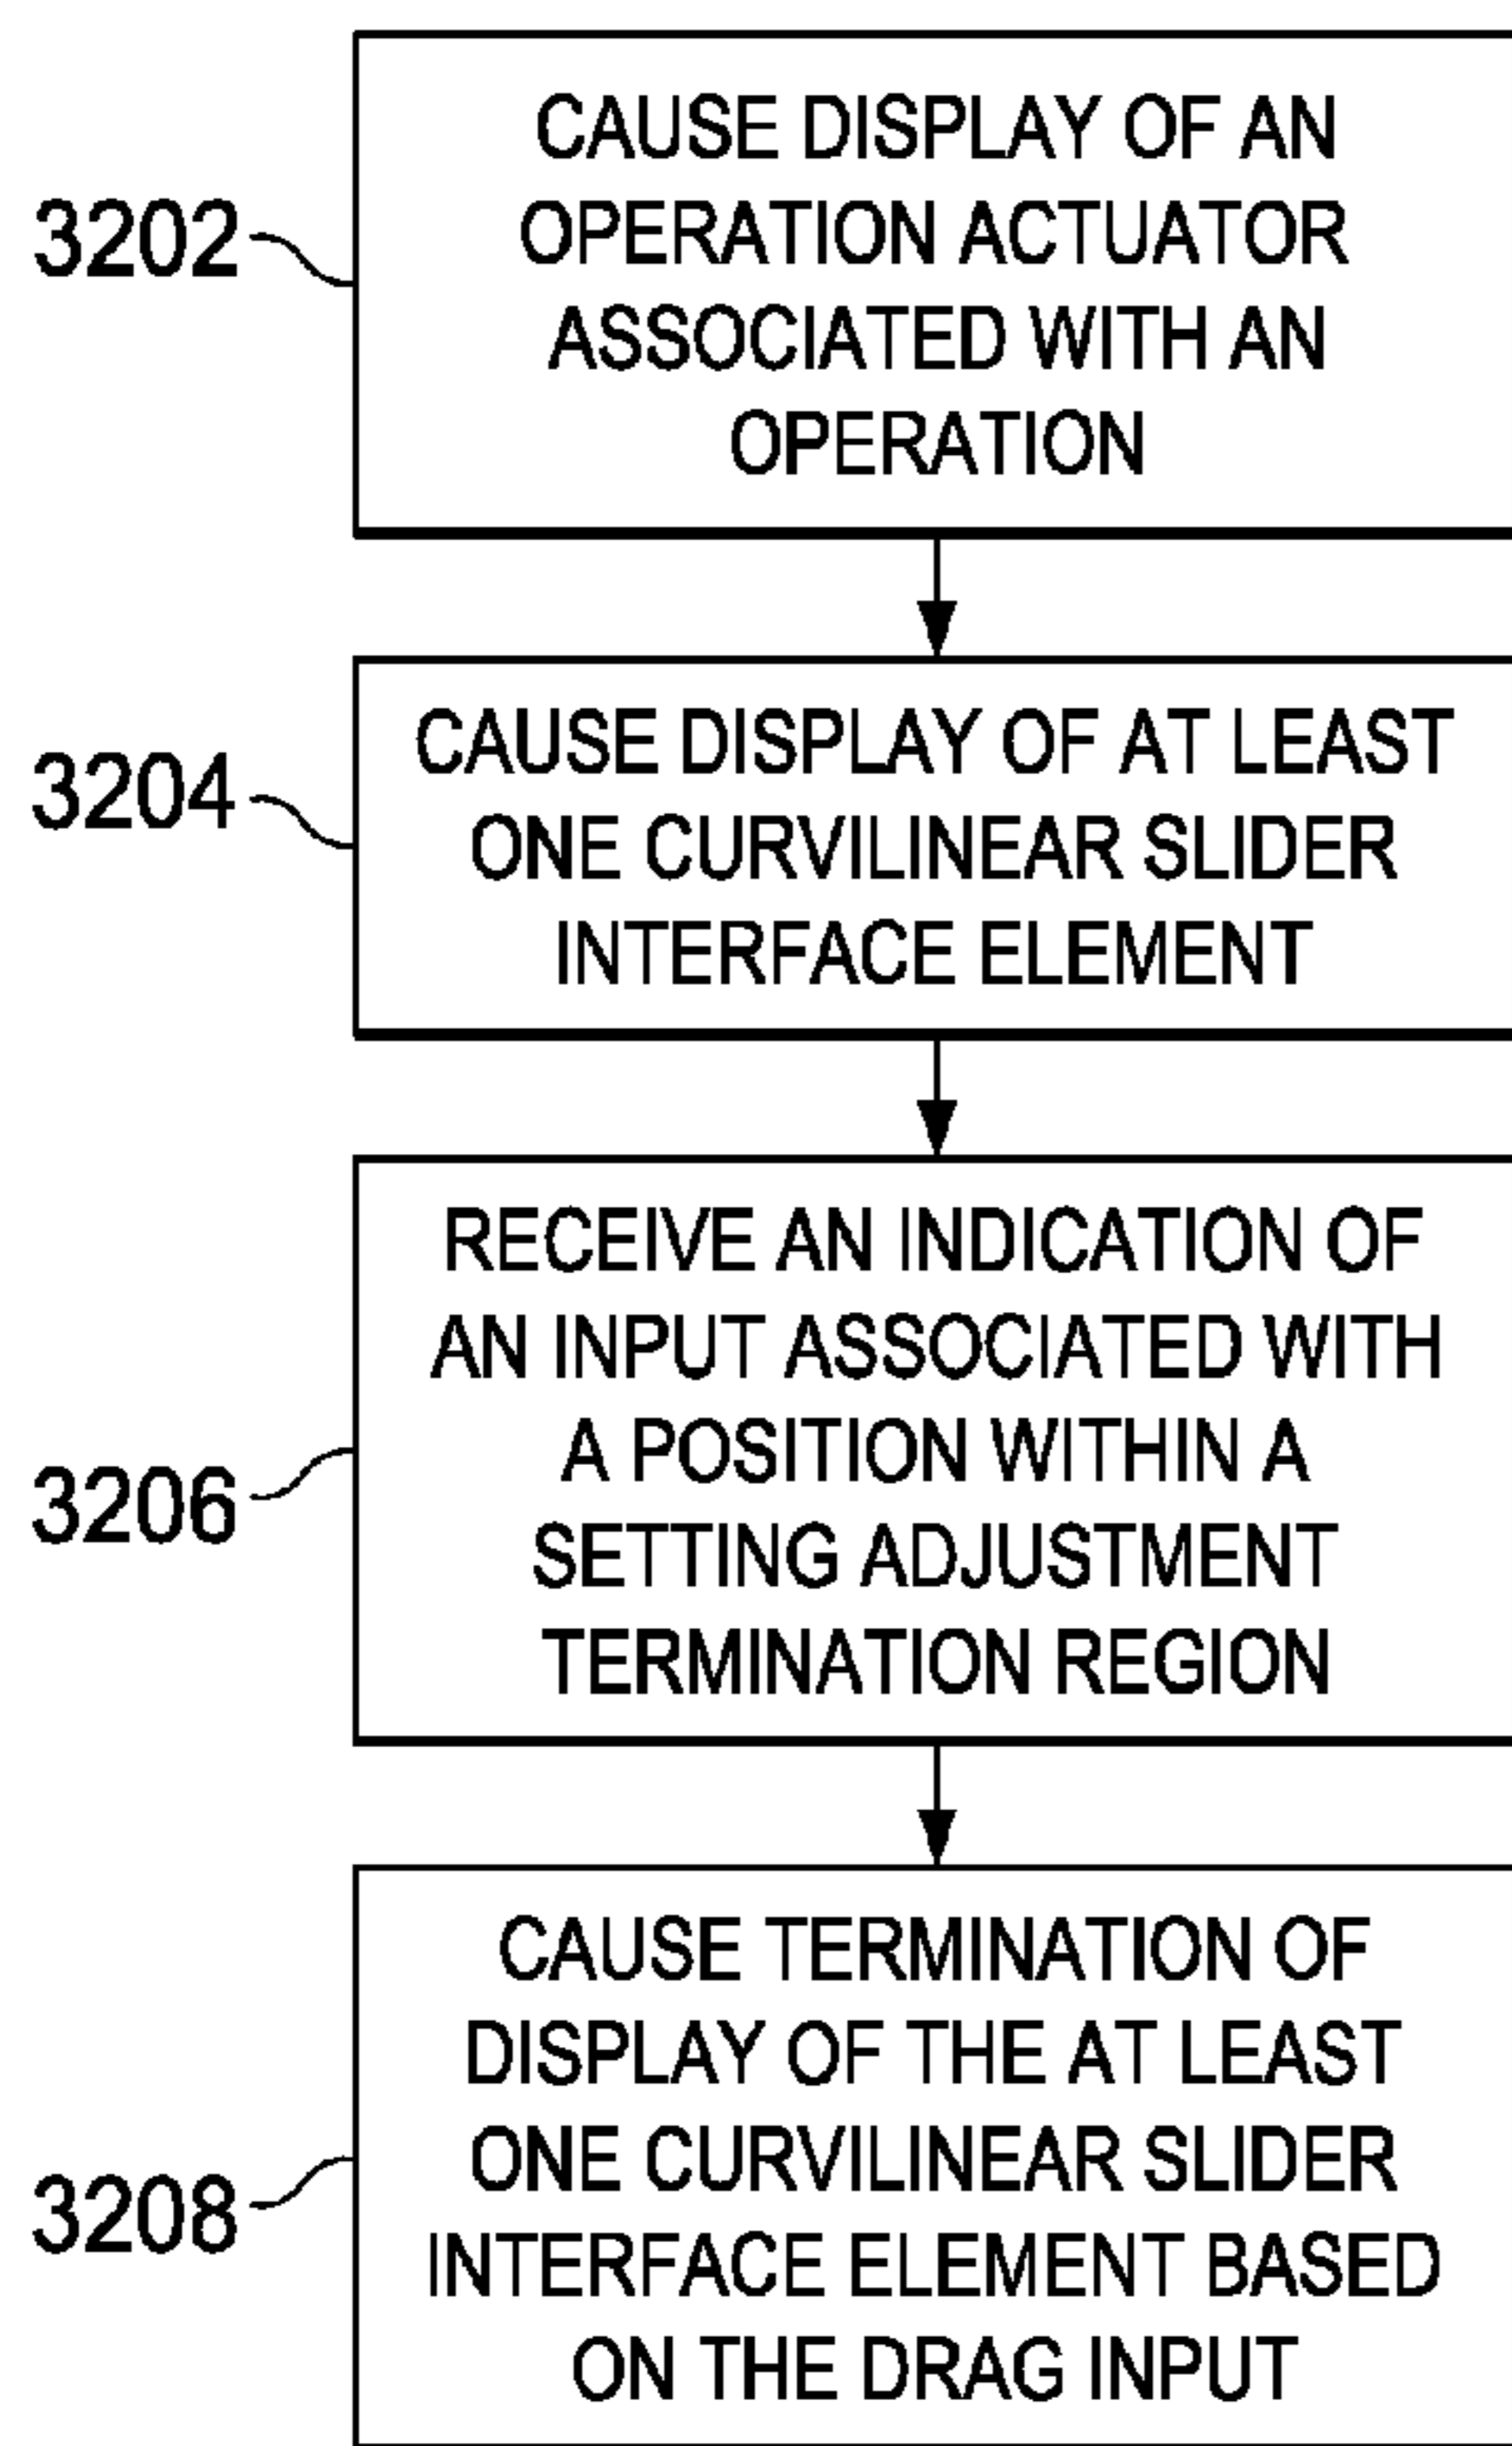 3202
CAUSE DISPLAY OF AN
OPERATION ACTUATOR
ASSOCIATED WITH AN
OPERATION
3204
CAUSE DISPLAY OF AT LEAST
ONE CURVILINEAR SLIDER
INTERFACE ELEMENT
3206
RECEIVE AN INDICATION OF
AN INPUT ASSOCIATED WITH
A POSITION WITHIN A
SETTING ADJUSTMENT
TERMINATION REGION
3208
CAUSE TERMINATION OF
DISPLAY OF THE AT LEAST
ONE CURVILINEAR SLIDER
INTERFACE ELEMENT BASED
ON THE DRAG INPUT